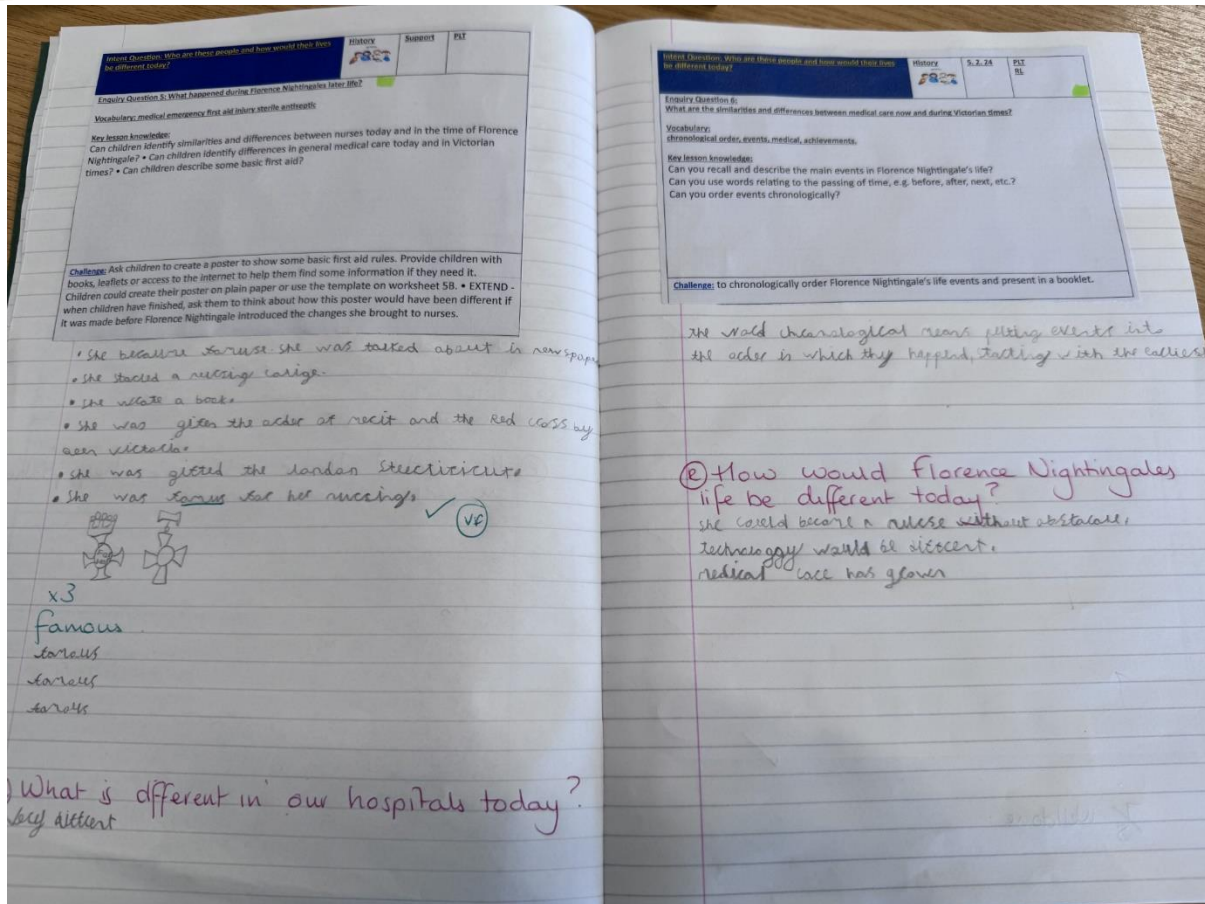 Intent Question: Who are these people and how would their lives
be different today?
History
Support
PLT
Enquiry Question 5: What happened during Florence Nightingales later life?
Vocabulary: medical emergency first aid injury sterile antiseptic
Key lesson knowledge:
Can children identify similarities and differences between nurses today and in the time of Florence
Nightingale? • Can children identify differences in general medical care today and in Victorian
times? • Can children describe some basic first aid?
Challenge: Ask children to create a poster to show some basic first aid rules. Provide children with
books, leaflets or access to the internet to help them find some information if they need it.
Children could create their poster on plain paper or use the template on worksheet 5B. • EXTEND -
when children have finished, ask them to think about how this poster would have been different if
it was made before Florence Nightingale introduced the changes she brought to nurses.
• she became famuse. she was talked about in newspaper
• she started a nursing
• she wrote a book.
• she was given the order of merit and the Red cross by
victoria.
• she was gifted the london
• she was famus for her nursing.
✓ VF
x3
famous
famous
famous
famous
What is different in our hospitals today?
very diffent
Intent Question: Who are these people and how would their lives
be different today?
History
5.2.24
PLT
RL
Enquiry Question 6:
What are the similarities and differences between medical care now and during Victorian times?
Vocabulary:
chronological order, events, medical, achievements,
Key lesson knowledge:
Can you recall and describe the main events in Florence Nightingale's life?
Can you use words relating to the passing of time, e.g. before, after, next, etc.?
Can you order events chronologically?
Challenge: to chronologically order Florence Nightingale's life events and present in a booklet.
the word chronological means putting events into
the order in which they happend, starting with the earliest
R How would Florence Nightingales
life be different today?
she could become a nurse without
technology would be
medical care has grown